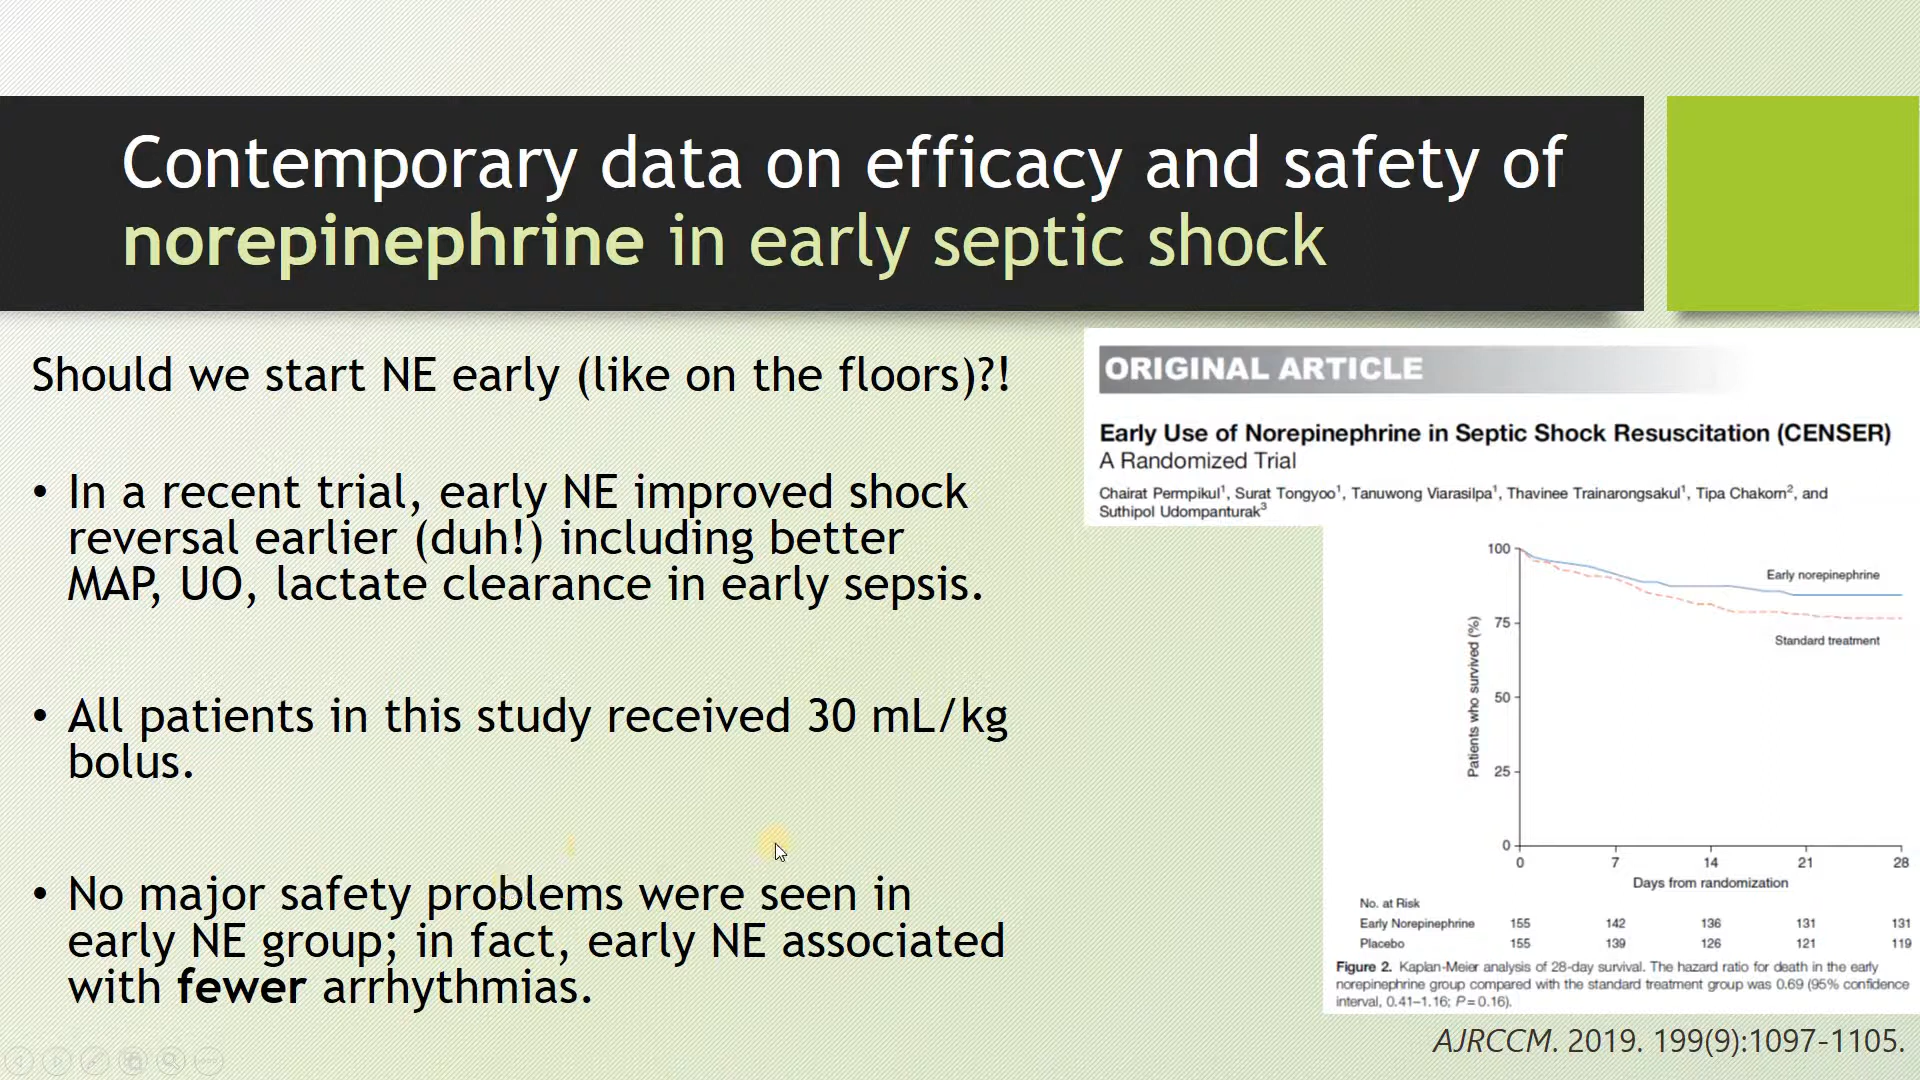 Contemporary data on efficacy and safety of
norepinephrine in early septic shock
Should we start NE early (like on the floors)?!
• In a recent trial, early NE improved shock
reversal earlier (duh!) including better
MAP, UO, lactate clearance in early sepsis.
• All patients in this study received 30 mL/kg
bolus.
• No major safety problems were seen in
early NE group; in fact, early NE associated
with fewer arrhythmias.
ORIGINAL ARTICLE
Early Use of Norepinephrine in Septic Shock Resuscitation (CENSER)
A Randomized Trial
Chairat Permpikul1, Surat Tongyoo1, Tanuwong Viarasilpa1, Thavinee Trainarongsakul1, Tipa Chakorn2, and
Suthipol Udompanturak3
100
75
50
25
0
Patients who survived (%)
Early norepinephrine
Standard treatment
0 7 14 21 28
Days from randomization
No. at Risk
Early Norepinephrine 155 142 136 131 131
Placebo 155 139 126 121 119
Figure 2. Kaplan-Meier analysis of 28-day survival. The hazard ratio for death in the early
norepinephrine group compared with the standard treatment group was 0.69 (95% confidence
interval, 0.41–1.16; P = 0.16).
AJRCCM. 2019. 199(9):1097-1105.